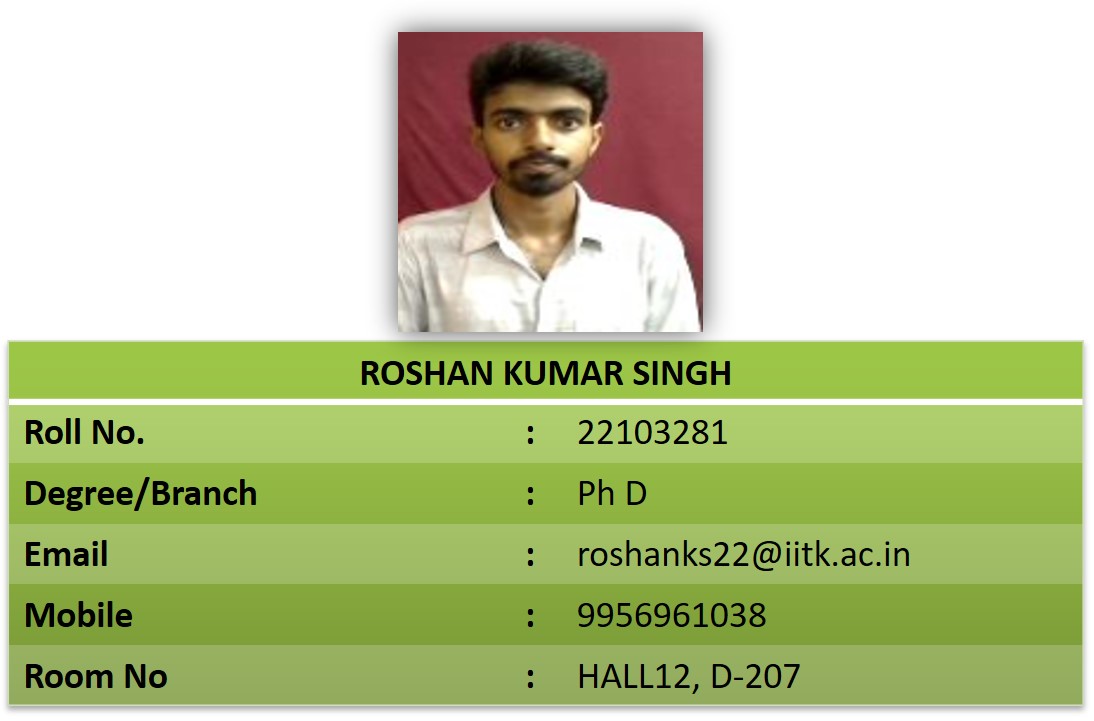 ROSHAN KUMAR SINGH
Roll No. : 22103281
Degree/Branch : Ph D
Email : roshanks22@iitk.ac.in
Mobile : 9956961038
Room No : HALL12, D-207